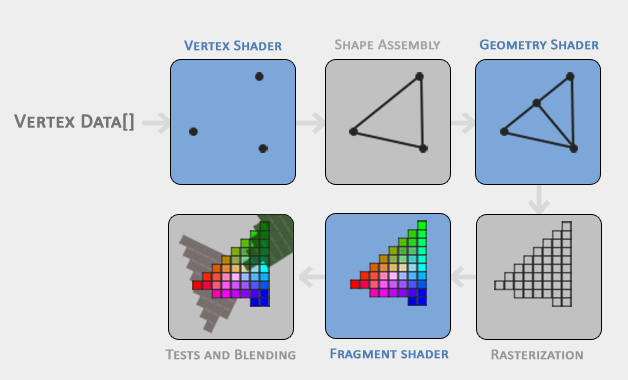 Vertex Shader
Shape Assembly
Geometry Shader
Vertex Data[]
Tests and Blending
Fragment shader
Rasterization